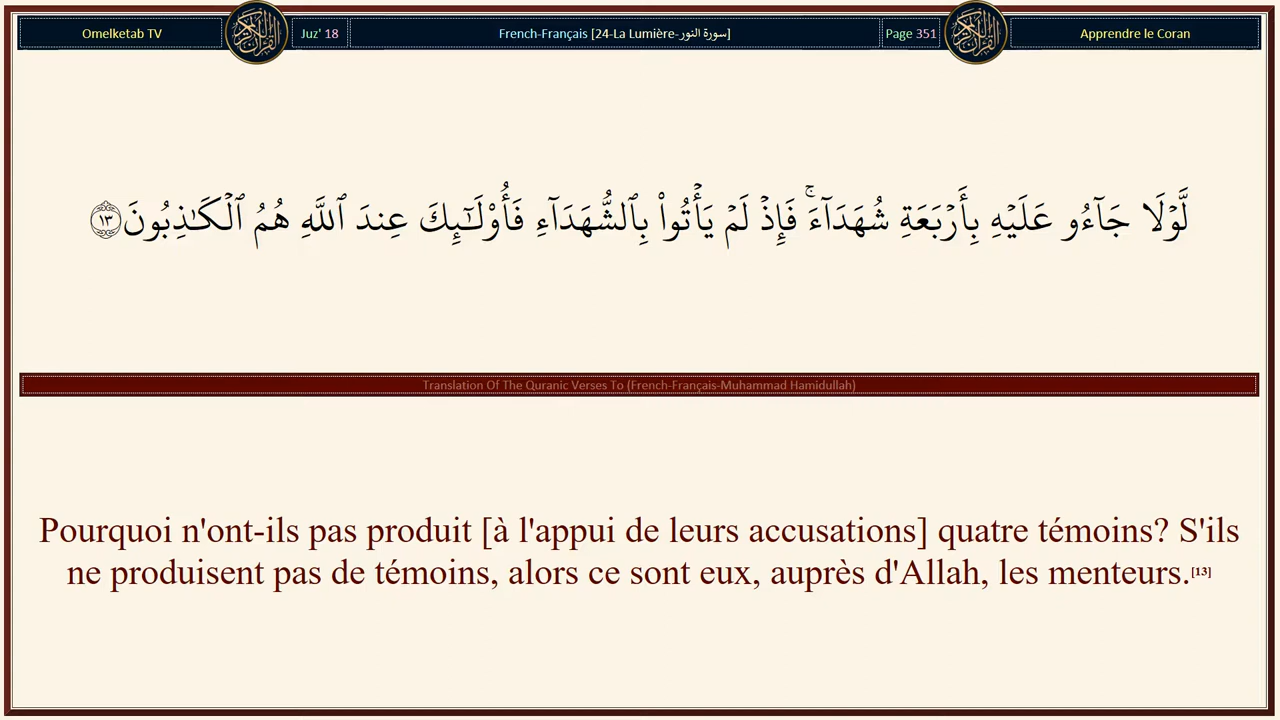 Omelketab TV
Juz' 18
French-Français [24-La Lumière-سورة النور]
Page 351
Apprendre le Coran
لَّوۡلَا جَآءُو عَلَيۡهِ بِأَرۡبَعَةِ شُهَدَآءَۚ فَإِذۡ لَمۡ يَأۡتُواْ بِٱلشُّهَدَآءِ فَأُوْلَـٰٓئِكَ عِندَ ٱللَّهِ هُمُ ٱلۡكَـٰذِبُونَ ١٣
Translation Of The Quranic Verses To (French-Français-Muhammad Hamidullah)
Pourquoi n'ont-ils pas produit [à l'appui de leurs accusations] quatre témoins? S'ils
ne produisent pas de témoins, alors ce sont eux, auprès d'Allah, les menteurs.[13]